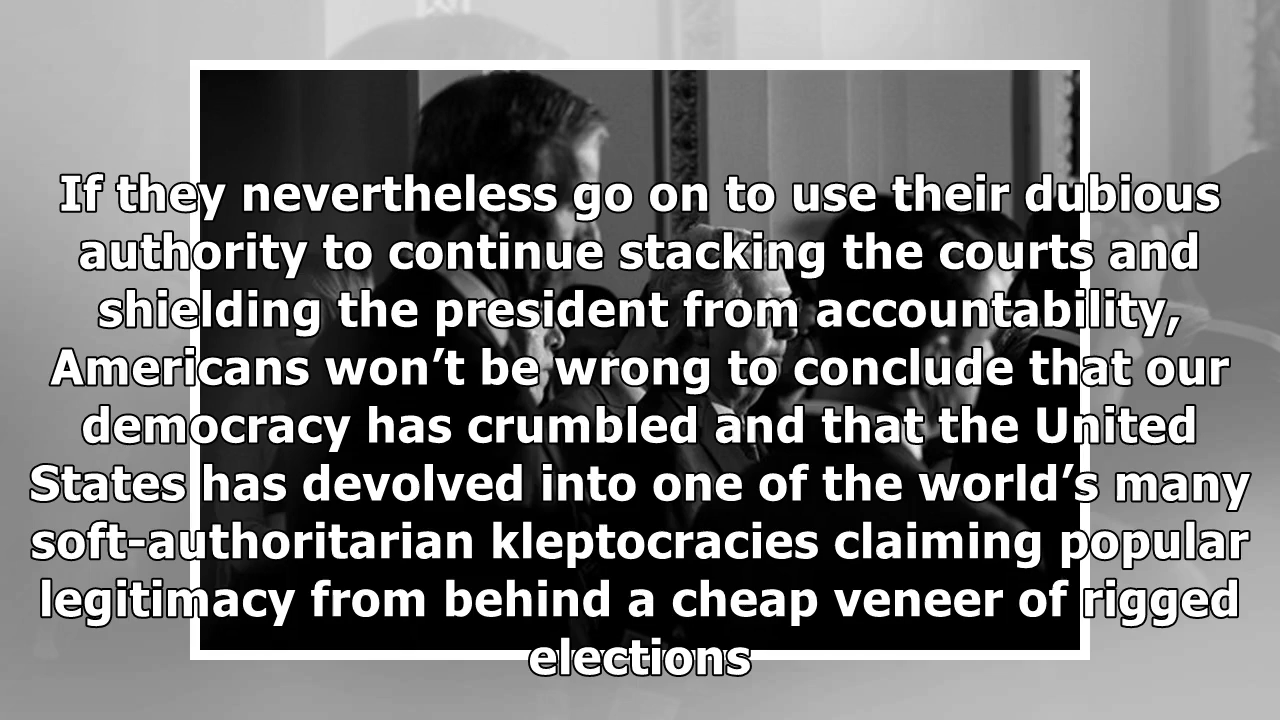 If they nevertheless go on to use their dubious
authority to continue stacking the courts and
shielding the president from accountability,
Americans won’t be wrong to conclude that our
democracy has crumbled and that the United
States has devolved into one of the world’s many
soft-authoritarian kleptocracies claiming popular
legitimacy from behind a cheap veneer of rigged
elections